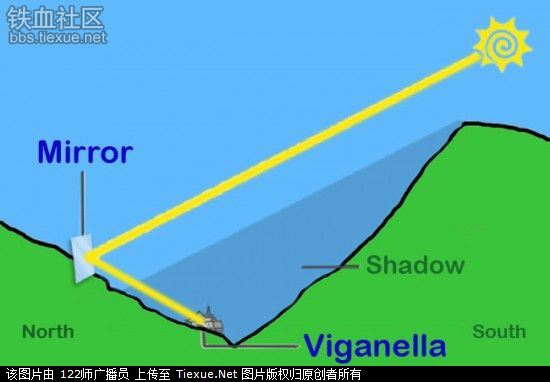 铁血社区
bbs.tiexue.net
Mirror
Shadow
North
South
Viganella
该图片由 122师广播员 上传至 Tiexue.Net 图片版权归原创者所有